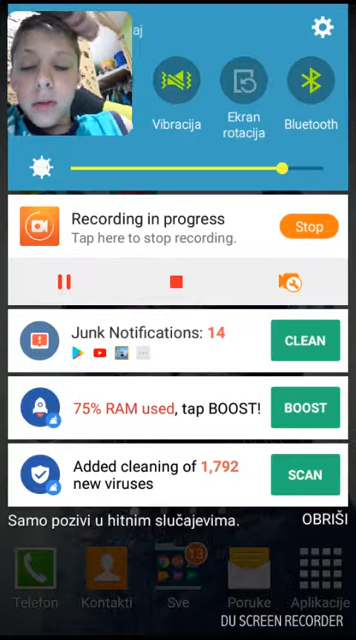 aj
Vibracija
Ekran
rotacija
Bluetooth
Recording in progress
Tap here to stop recording.
Stop
Junk Notifications: 14
CLEAN
75% RAM used, tap BOOST!
BOOST
Added cleaning of 1,792
new viruses
SCAN
Samo pozivi u hitnim slučajevima.
OBRIŠI
13
Telefon
Kontakti
Sve
Poruke
Aplikacije
DU SCREEN RECORDER